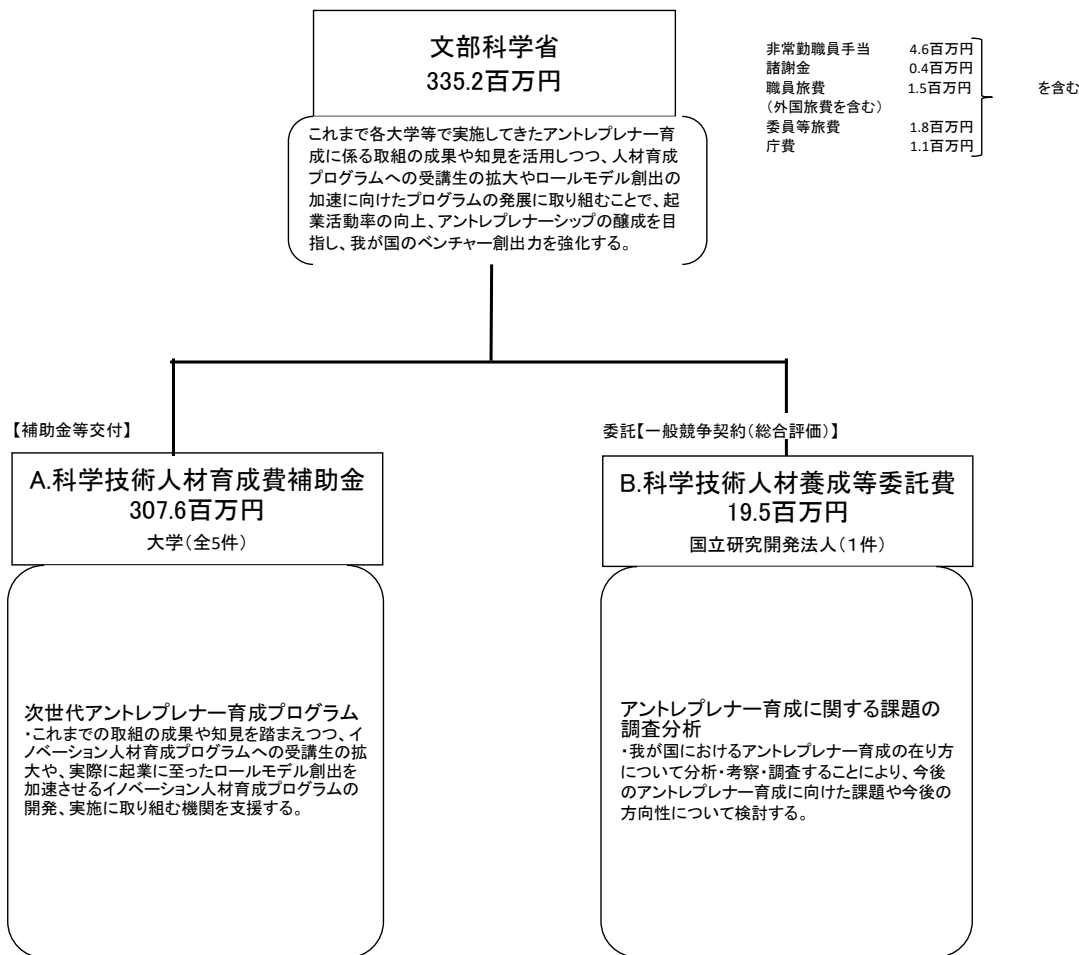 文部科学省
335.2百万円
非常勤職員手当 4.6百万円
諸謝金 0.4百万円
職員旅費 1.5百万円
(外国旅費を含む)
委員等旅費 1.8百万円
庁費 1.1百万円
を含む
これまで各大学等で実施してきたアントレプレナー育
成に係る取組の成果や知見を活用しつつ、人材育成
プログラムへの受講生の拡大やロールモデル創出の
加速に向けたプログラムの発展に取り組むことで、起
業活動率の向上、アントレプレナーシップの醸成を目
指し、我が国のベンチャー創出力を強化する。
【補助金等交付】
A.科学技術人材育成費補助金
307.6百万円
大学(全5件)
次世代アントレプレナー育成プログラム
・これまでの取組の成果や知見を踏まえつつ、イ
ノベーション人材育成プログラムへの受講生の拡
大や、実際に起業に至ったロールモデル創出を
加速させるイノベーション人材育成プログラムの
開発、実施に取り組む機関を支援する。
委託【一般競争契約(総合評価)】
B.科学技術人材養成等委託費
19.5百万円
国立研究開発法人(1件)
アントレプレナー育成に関する課題の
調査分析
・我が国におけるアントレプレナー育成の在り方
について分析・考察・調査することにより、今後
のアントレプレナー育成に向けた課題や今後の
方向性について検討する。